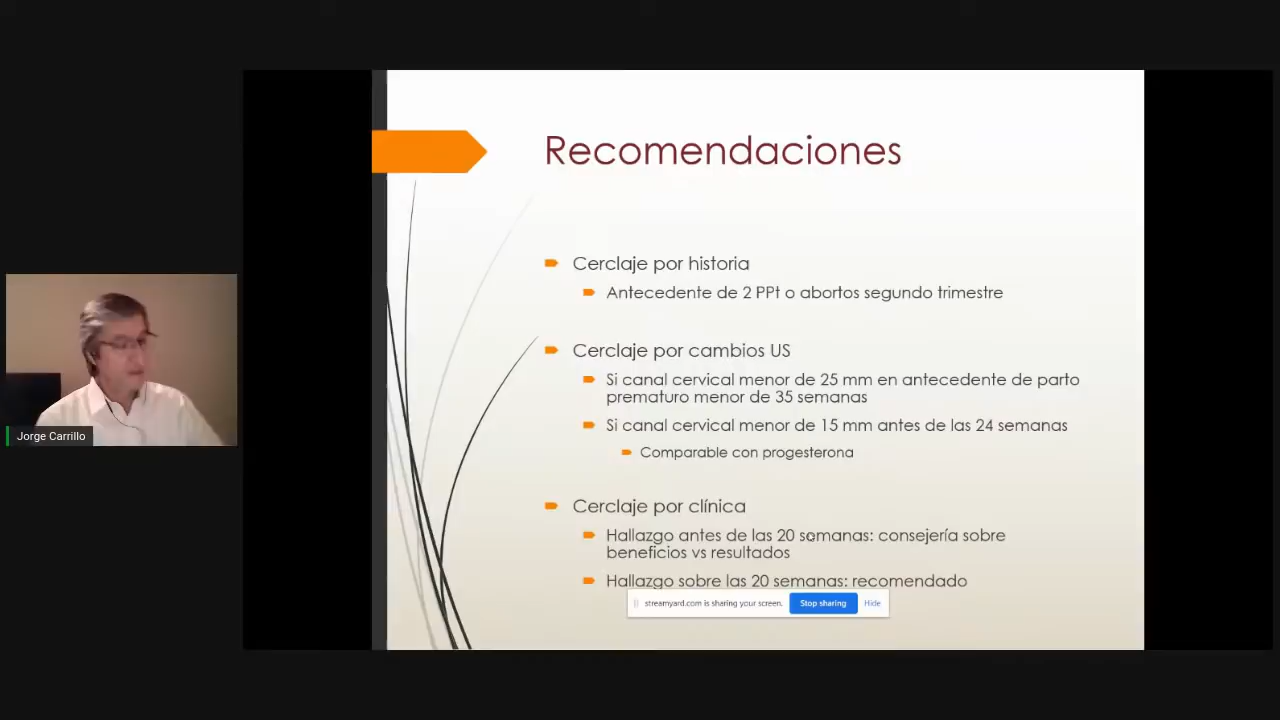 Recomendaciones
Cerclaje por historia
Antecedente de 2 PPt o abortos segundo trimestre
Cerclaje por cambios US
Si canal cervical menor de 25 mm en antecedente de parto
prematuro menor de 35 semanas
Si canal cervical menor de 15 mm antes de las 24 semanas
Comparable con progesterona
Cerclaje por clínica
Hallazgo antes de las 20 semanas: consejería sobre
beneficios vs resultados
Hallazgo sobre las 20 semanas: recomendado
streamyard.com is sharing your screen. Stop sharing Hide
Jorge Carrillo